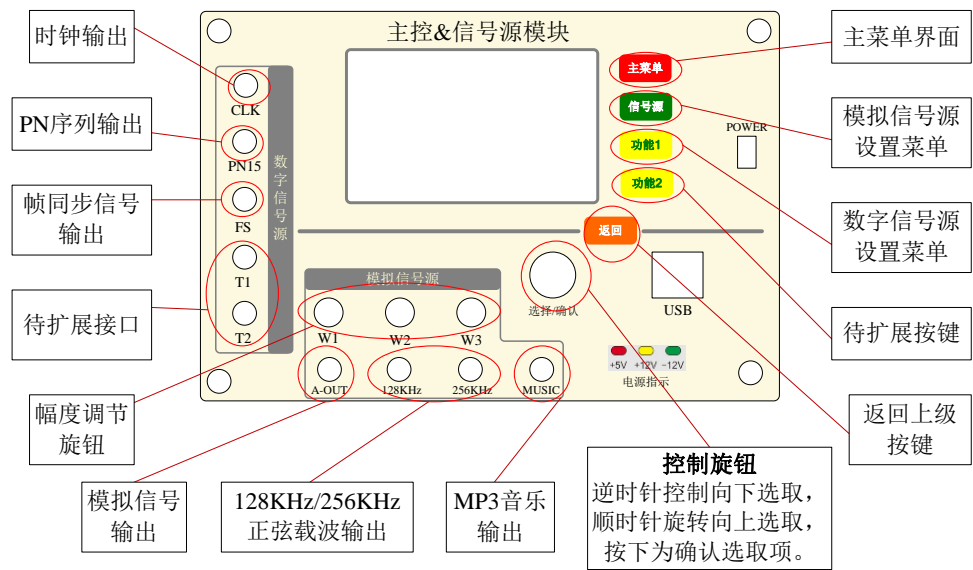 主控&信号源模块
时钟输出
PN序列输出
帧同步信号
输出
待扩展接口
幅度调节
旋钮
模拟信号
输出
128KHz/256KHz
正弦载波输出
MP3音乐
输出
控制旋钮
逆时针控制向下选取，
顺时针旋转向上选取，
按下为确认选取项。
主菜单界面
模拟信号源
设置菜单
数字信号源
设置菜单
待扩展按键
返回上级
按键
CLK
PN15
FS
T1
T2
数字信号源
主菜单
信号源
功能1
功能2
返回
POWER
模拟信号源
W1
W2
W3
A-OUT
128KHz
256KHz
MUSIC
选择/确认
USB
+5V +12V -12V
电源指示